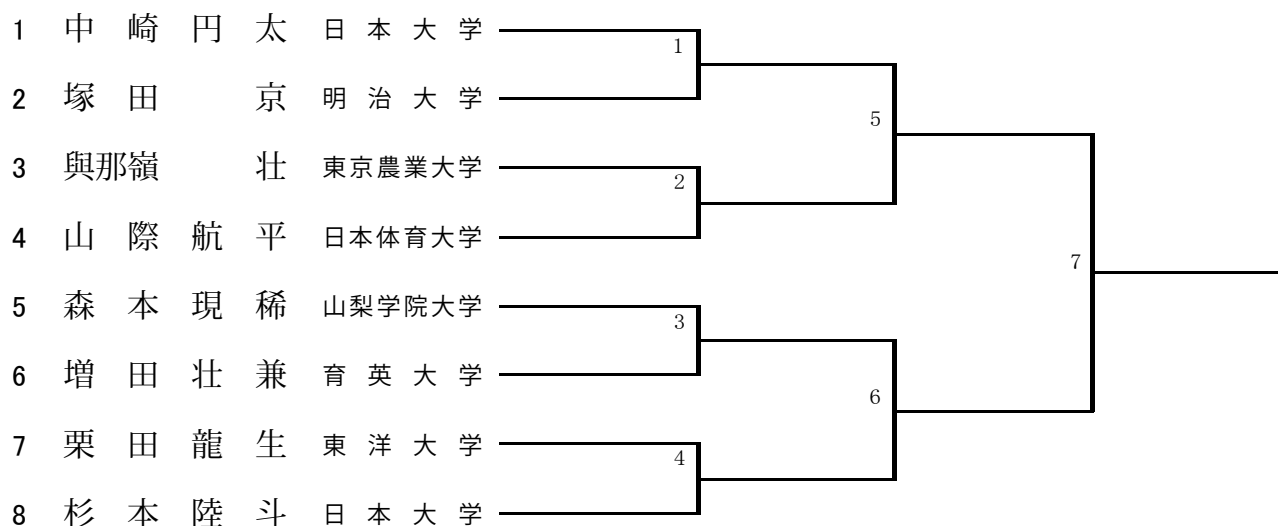 1 中崎円太 日本大学
1
2 塚田 京 明治大学
5
3 與那嶺 壮 東京農業大学
2
4 山際航平 日本体育大学
7
5 森本現稀 山梨学院大学
3
6 増田壮兼 育英大学
6
7 栗田龍生 東洋大学
4
8 杉本陸斗 日本大学